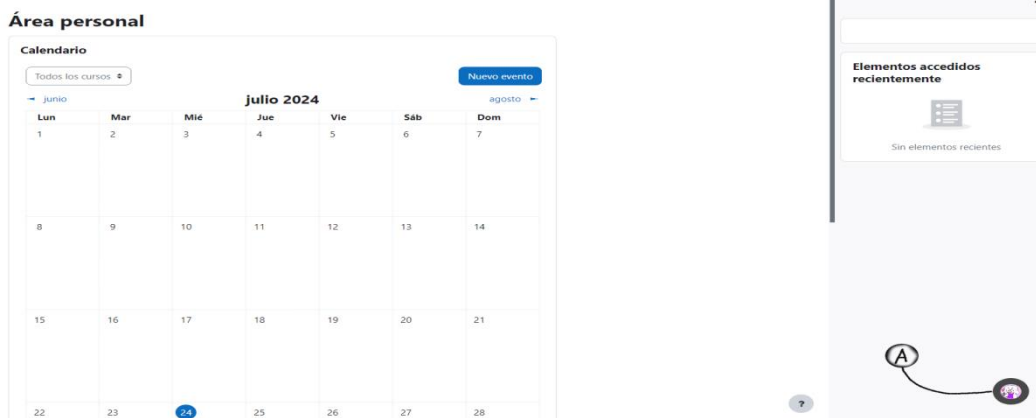 Área personal
Calendario
Todos los cursos
Nuevo evento
junio
julio 2024
agosto
Lun Mar Mié Jue Vie Sáb Dom
1 2 3 4 5 6 7
8 9 10 11 12 13 14
15 16 17 18 19 20 21
22 23 24 25 26 27 28
?
Elementos accedidos
recientemente
Sin elementos recientes
A